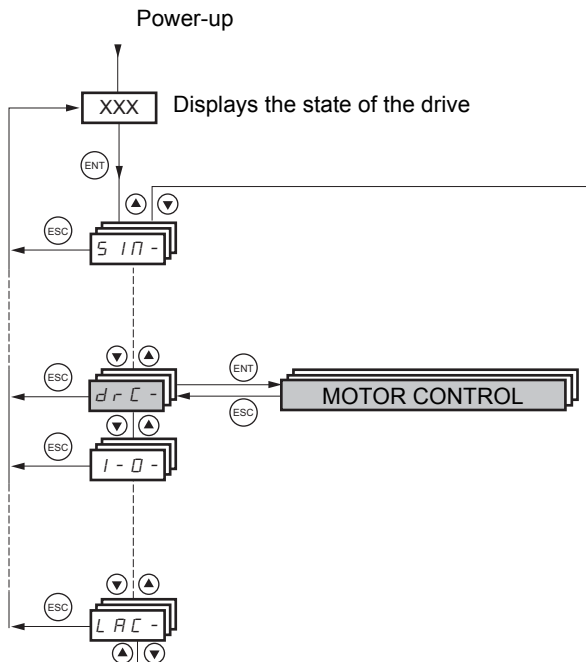 Power-up
XXX Displays the state of the drive
ENT
ESC
SIM-
ESC
ENT
drC-
MOTOR CONTROL
ESC
ESC
I-O-
ESC
LAC-